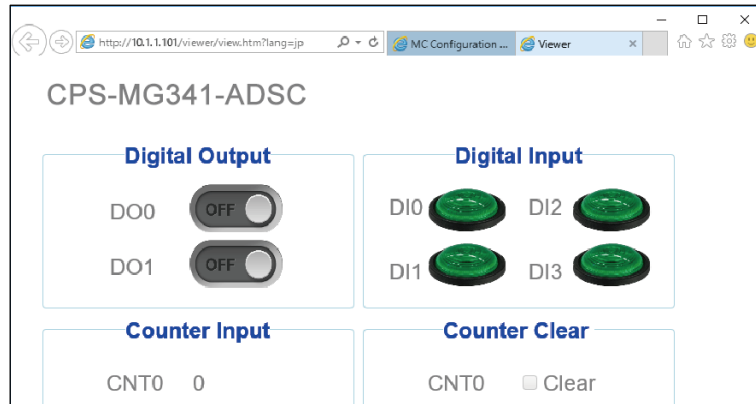 http://10.1.1.101/viewer/view.htm?lang=jp
MC Configuration ...
Viewer
CPS-MG341-ADSC
Digital Output
DO0 OFF
DO1 OFF
Digital Input
DI0 DI2
DI1 DI3
Counter Input
CNT0 0
Counter Clear
CNT0 Clear